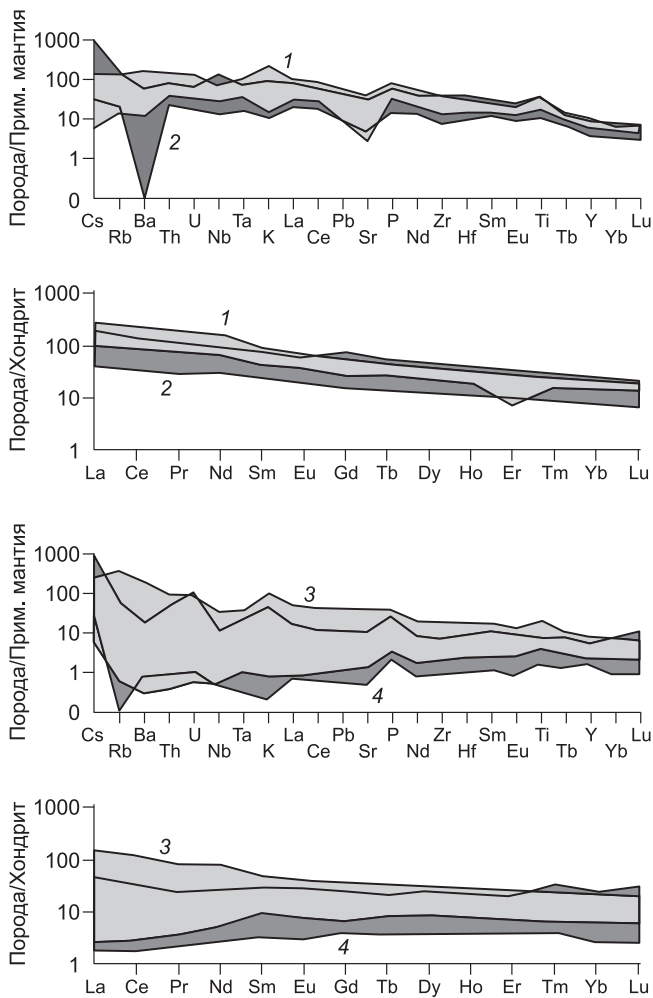 Порода/Прим. мантия
1000
100
10
1
0
1
2
Cs Ba U Ta La Pb P Zr Sm Ti Y Lu
Rb Th Nb K Ce Sr Nd Hf Eu Tb Yb
Порода/Хондрит
1000
100
10
1
1
2
La Ce Pr Nd Sm Eu Gd Tb Dy Ho Er Tm Yb Lu
Порода/Прим. мантия
1000
100
10
1
0
3
4
Cs Ba U Ta La Pb P Zr Sm Ti Y Lu
Rb Th Nb K Ce Sr Nd Hf Eu Tb Yb
Порода/Хондрит
1000
100
10
1
3
4
La Ce Pr Nd Sm Eu Gd Tb Dy Ho Er Tm Yb Lu